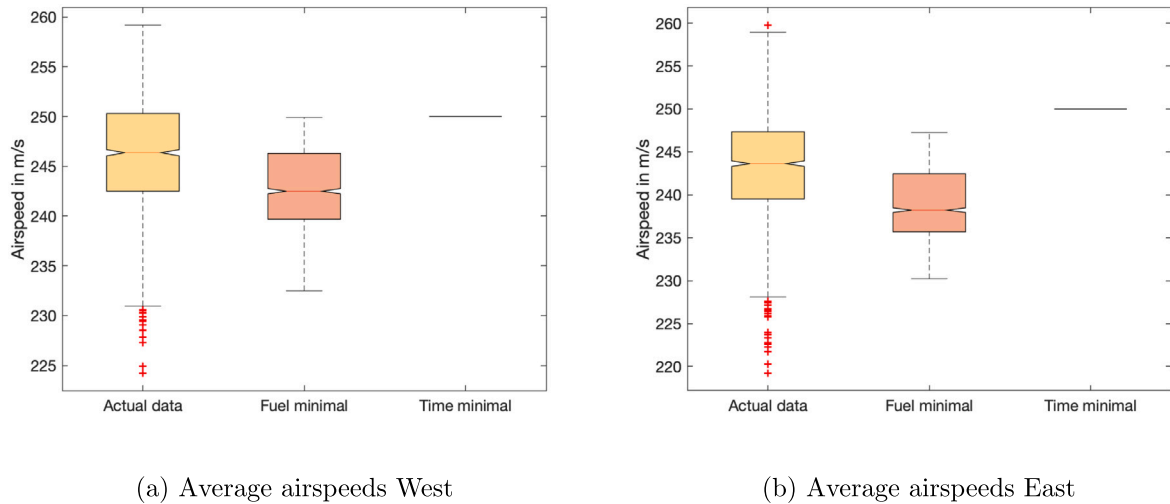 260
255
250
245
240
235
230
225
Airspeed in m/s
Actual data Fuel minimal Time minimal
(a) Average airspeeds West
260
255
250
245
240
235
230
225
220
Airspeed in m/s
Actual data Fuel minimal Time minimal
(b) Average airspeeds East